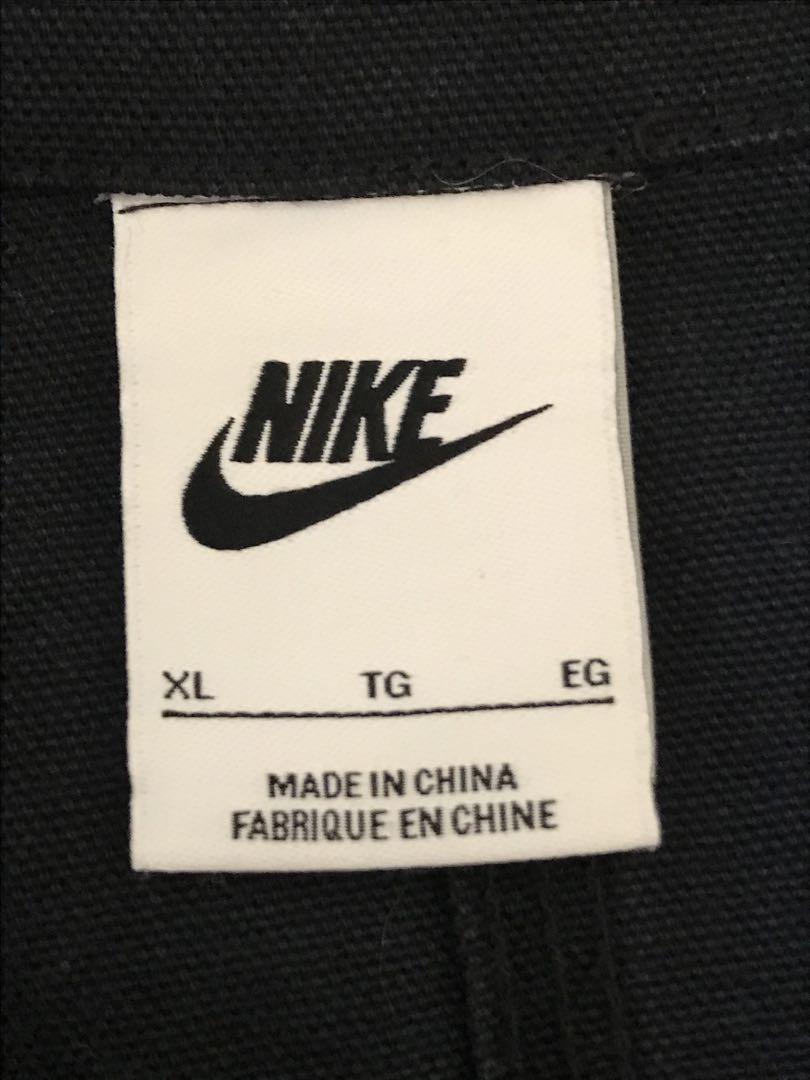 NIKE
XL TG EG
MADE IN CHINA
FABRIQUE EN CHINE